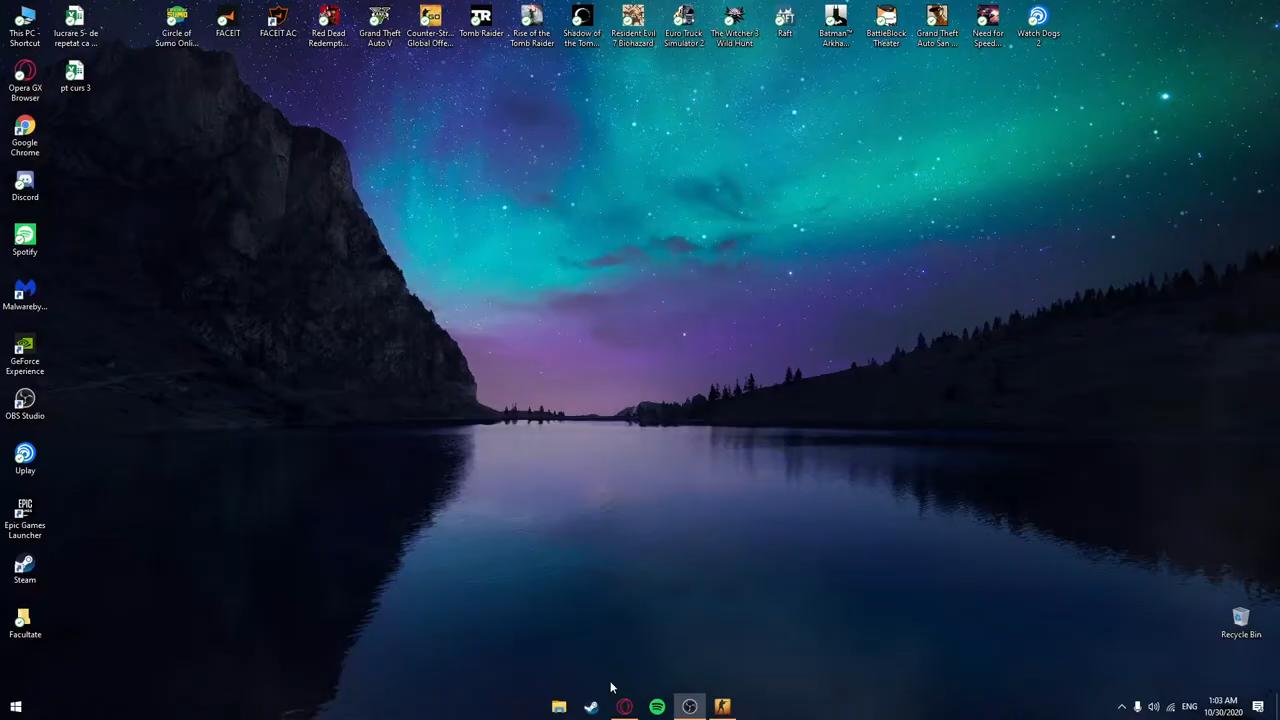 This PC -
Shortcut
lucrare 5- de
repetat ca ...
Circle of
Sumo Onli...
FACEIT
FACEIT AC
Red Dead
Redempti...
Grand Theft
Auto V
Counter-Str...
Global Offe...
Tomb Raider
Rise of the
Tomb Raider
Shadow of
the Tom...
Resident Evil
7 Biohazard
Euro Truck
Simulator 2
The Witcher 3
Wild Hunt
Raft
Batman™
Arkha...
BattleBlock
Theater
Grand Theft
Auto San ...
Need for
Speed...
Watch Dogs
2
Opera GX
Browser
pt curs 3
Google
Chrome
Discord
Spotify
Malwareby...
GeForce
Experience
OBS Studio
Uplay
Epic Games
Launcher
Steam
Facultate
Recycle Bin
ENG
1:03 AM
10/30/2020